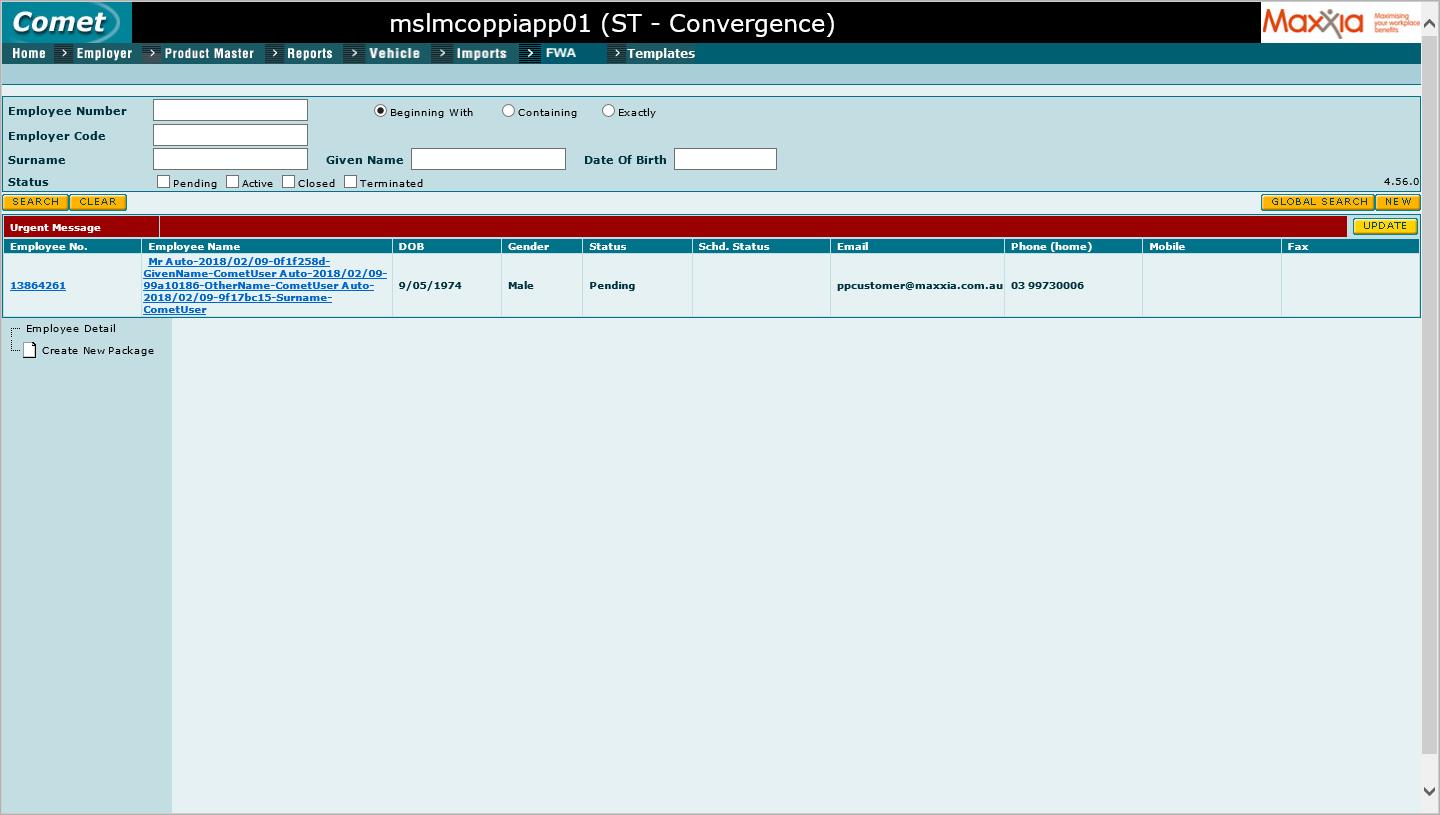 Comet
mslmcoppiapp01 (ST - Convergence)
Maxxia Maximising your workplace benefits
Home > Employer > Product Master > Reports > Vehicle > Imports > FWA > Templates
Employee Number Beginning With Containing Exactly
Employer Code
Surname Given Name Date Of Birth
Status Pending Active Closed Terminated 4.56.0
SEARCH CLEAR GLOBAL SEARCH NEW
Urgent Message UPDATE
Employee No. Employee Name DOB Gender Status Schd. Status Email Phone (home) Mobile Fax
Mr Auto-2018/02/09-0f1f258d-
GivenName-CometUser Auto-2018/02/09-
13864261 99a10186-OtherName-CometUser Auto- 9/05/1974 Male Pending ppcustomer@maxxia.com.au 03 99730006
2018/02/09-9f17bc15-Surname-
CometUser
Employee Detail
Create New Package